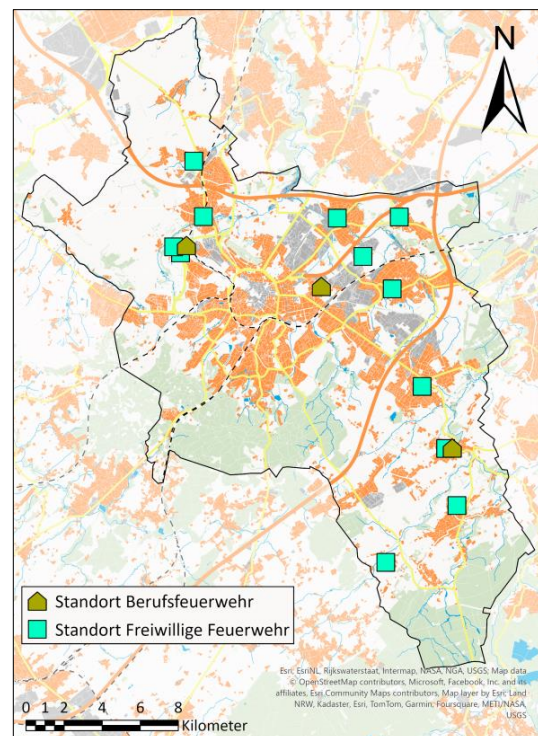 N
Standort Berufsfeuerwehr
Standort Freiwillige Feuerwehr
Esri, EsriNL, Rijkswaterstaat, Intermap, NASA, NGA, USGS; Map data
© OpenStreetMap contributors, Microsoft, Facebook, Inc. and its
affiliates, Esri Community Maps contributors, Map layer by Esri; Land
NRW, Kadaster, Esri, TomTom, Garmin, Foursquare, METI/NASA,
USGS
0 1 2 4 6 8
Kilometer